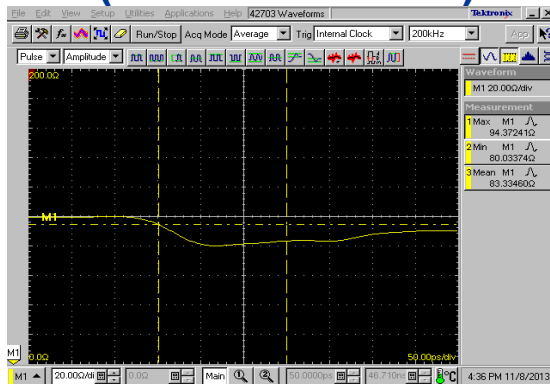 File Edit View Setup Utilities Applications Help 42703 Waveforms Tektronix
Run/Stop Acq Mode Average Trig Internal Clock 200kHz App
Pulse Amplitude
200.0Ω
M1
0.0Ω
50.00ps/div
Waveform
M1 20.00Ω/div
Measurement
1 Max M1
94.37241Ω
2 Min M1
80.03374Ω
3 Mean M1
83.33460Ω
M1
M1 20.00Ω/di 0.0Ω Main 50.0000ps 46.710ns °C 4:36 PM 11/8/2013